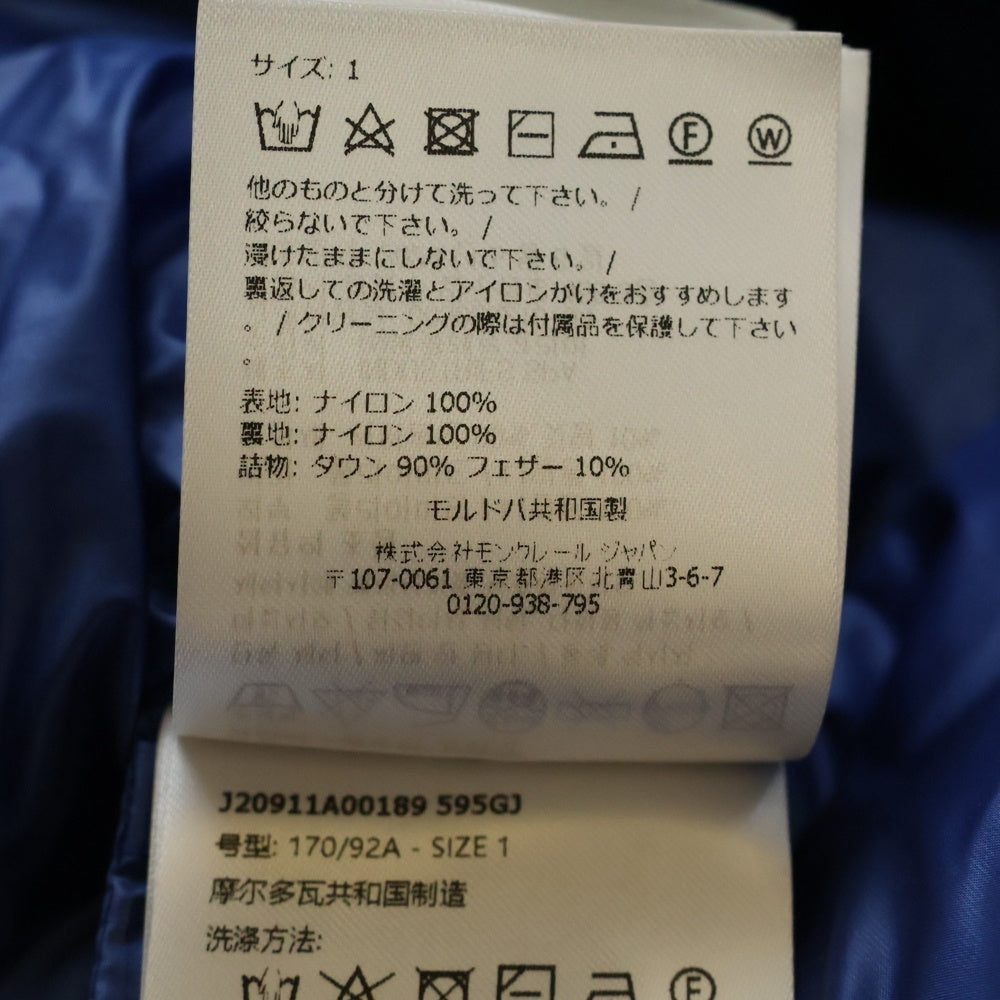 サイズ: 1
F W
他のものと分けて洗って下さい。 /
絞らないで下さい。 /
浸けたままにしないで下さい。 /
裏返しての洗濯とアイロンがけをおすすめします
。 / クリーニングの際は付属品を保護して下さい
。
表地: ナイロン 100%
裏地: ナイロン 100%
詰物: ダウン 90% フェザー 10%
モルドバ共和国製
株式会社モンクレール ジャパン
〒107-0061 東京都港区北青山3-6-7
0120-938-795
J20911A00189 595GJ
号型: 170/92A - SIZE 1
摩尔多瓦共和国制造
洗涤方法:
F